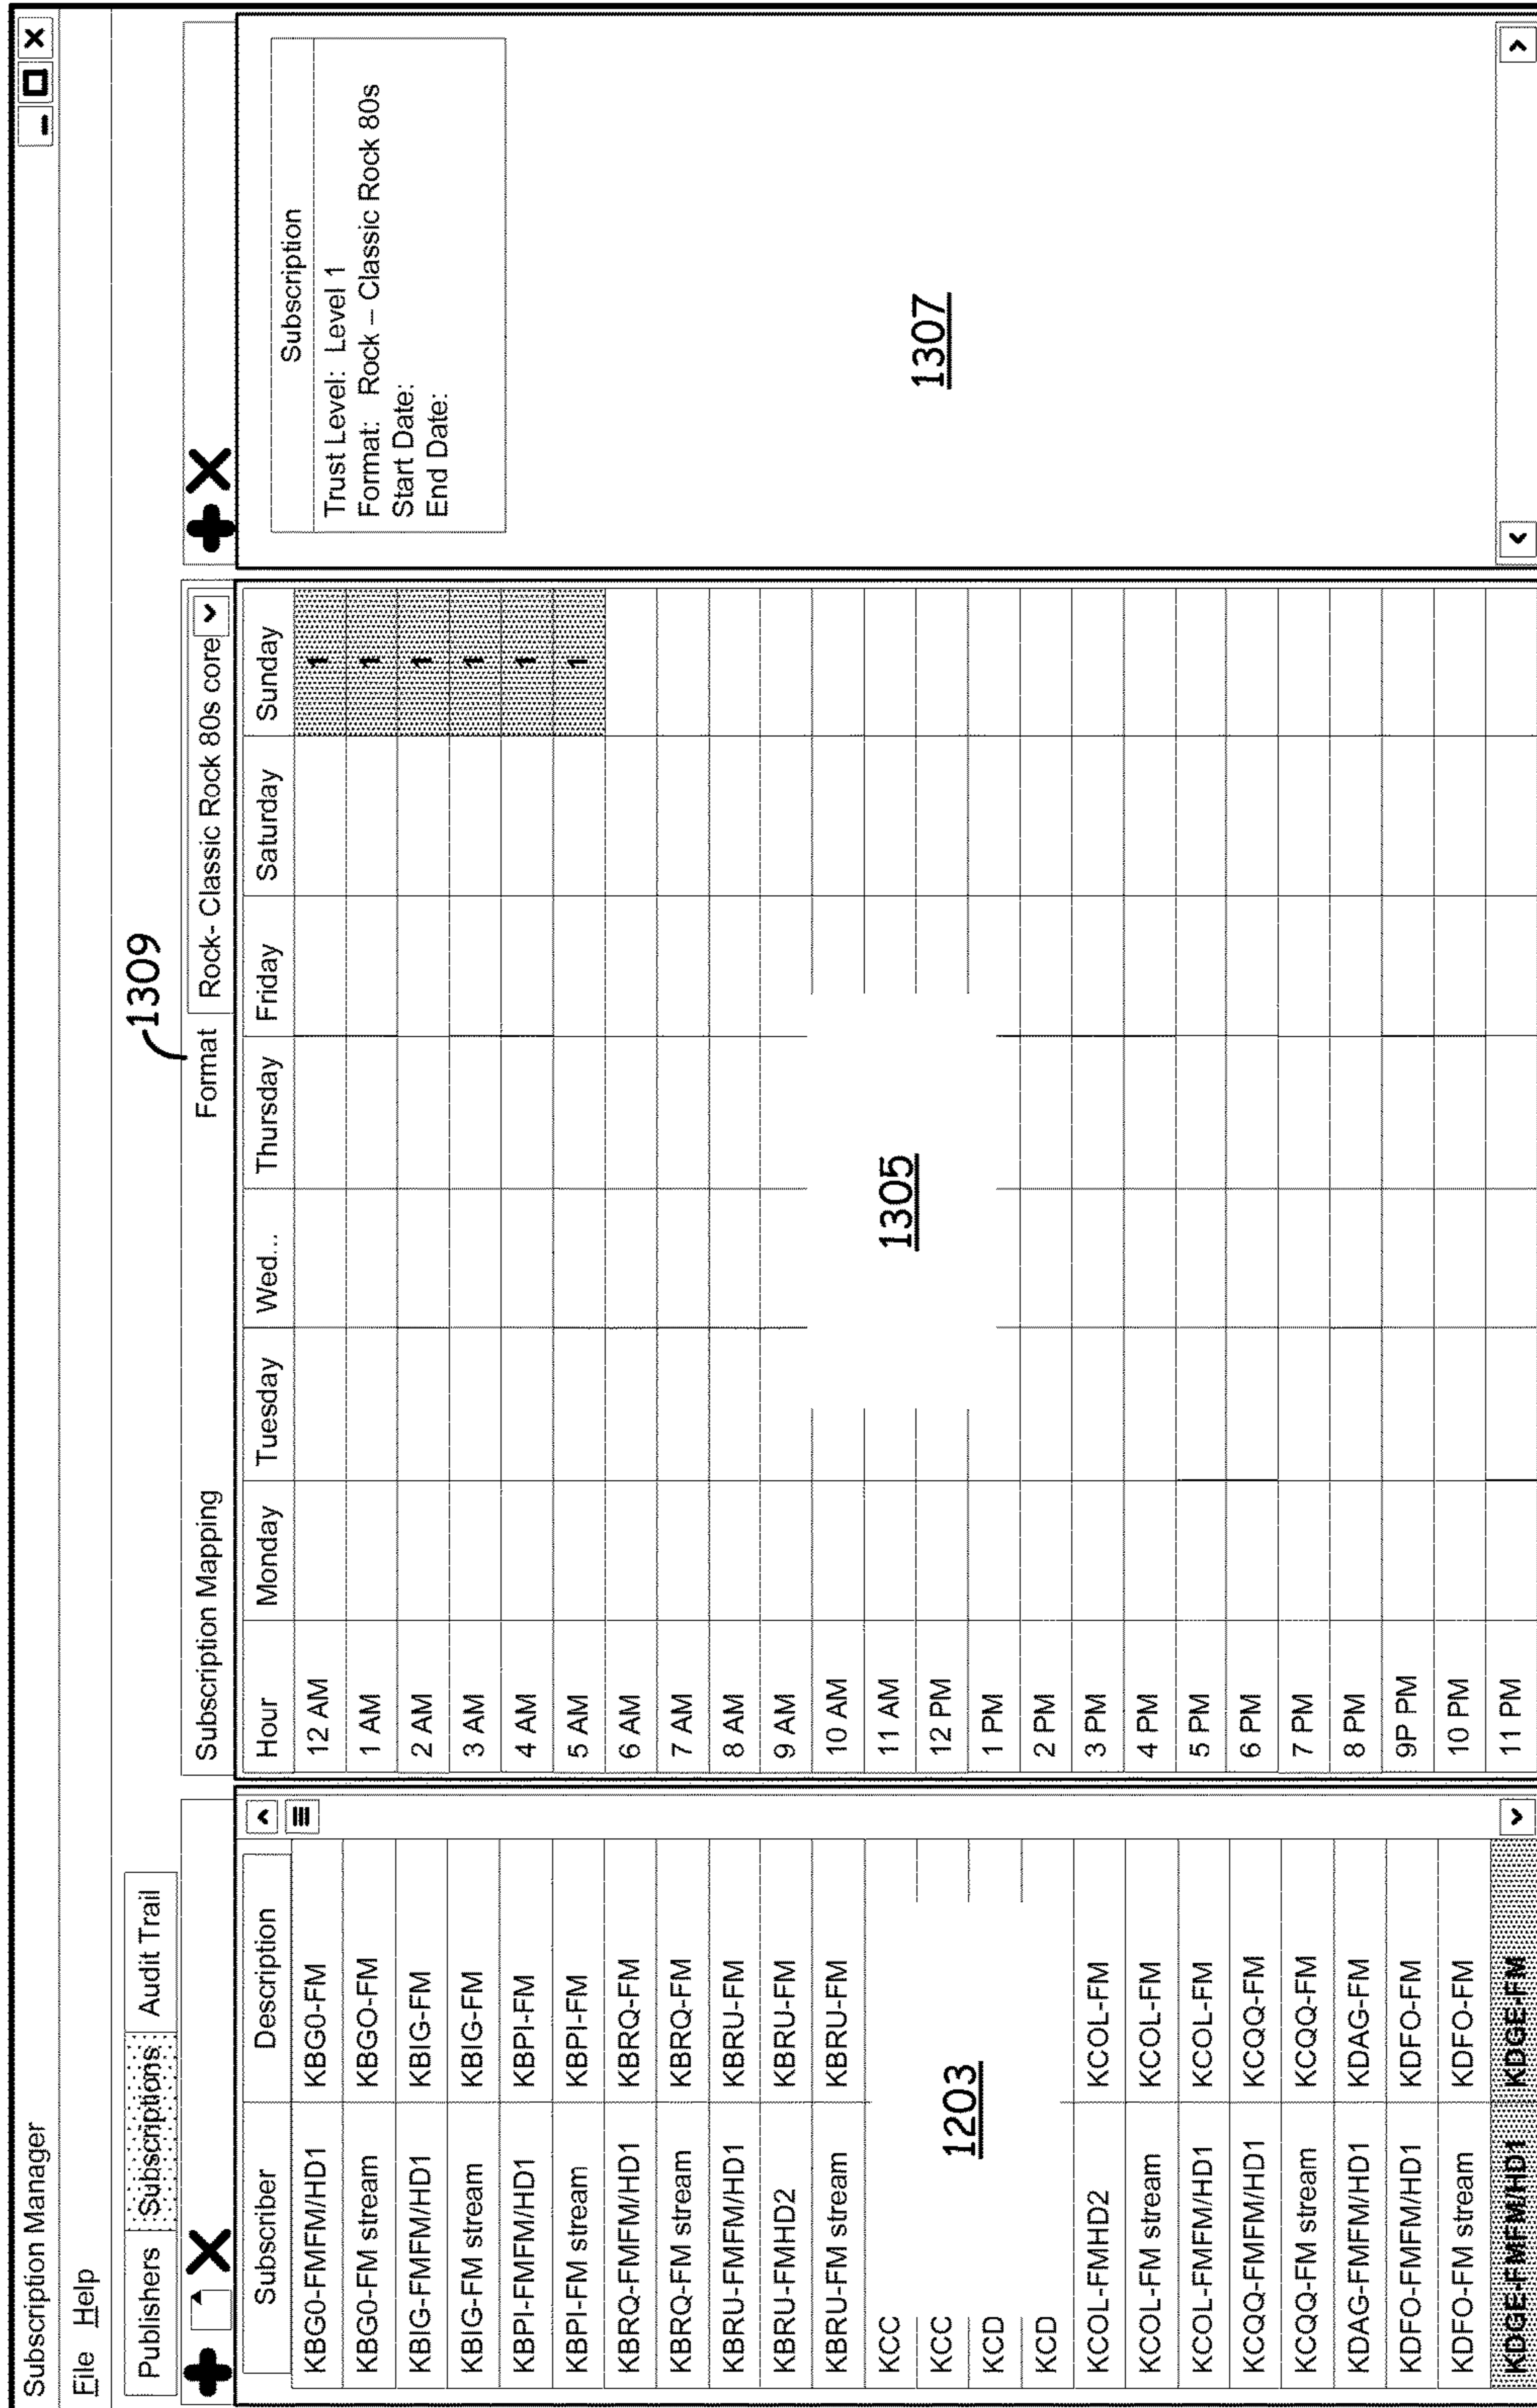 Subscription Manager
File Help
Publishers Subscriptions Audit Trail
1309
Subscription Mapping Format Rock- Classic Rock 80s core
Subscriber Description
KBG0-FMFM/HD1 KBG0-FM
KBG0-FM stream KBGO-FM
KBIG-FMFM/HD1 KBIG-FM
KBIG-FM stream KBIG-FM
KBPI-FMFM/HD1 KBPI-FM
KBPI-FM stream KBPI-FM
KBRQ-FMFM/HD1 KBRQ-FM
KBRQ-FM stream KBRQ-FM
KBRU-FMFM/HD1 KBRU-FM
KBRU-FMHD2 KBRU-FM
KBRU-FM stream KBRU-FM
KCC
KCC
KCD
KCD
1203
KCOL-FMHD2 KCOL-FM
KCOL-FM stream KCOL-FM
KCOL-FMFM/HD1 KCOL-FM
KCQQ-FMFM/HD1 KCQQ-FM
KCQQ-FM stream KCQQ-FM
KDAG-FMFM/HD1 KDAG-FM
KDFO-FMFM/HD1 KDFO-FM
KDFO-FM stream KDFO-FM
KDGE-FMFM/HD1 KDGE-FM
Hour Monday Tuesday Wed... Thursday Friday Saturday Sunday
12 AM 1
1 AM 1
2 AM 1
3 AM 1
4 AM 1
5 AM 1
6 AM
7 AM
8 AM
9 AM
10 AM
11 AM
12 PM
1 PM
2 PM
3 PM
4 PM
5 PM
6 PM
7 PM
8 PM
9P PM
10 PM
11 PM
1305
Subscription
Trust Level: Level 1
Format: Rock – Classic Rock 80s
Start Date:
End Date:
1307